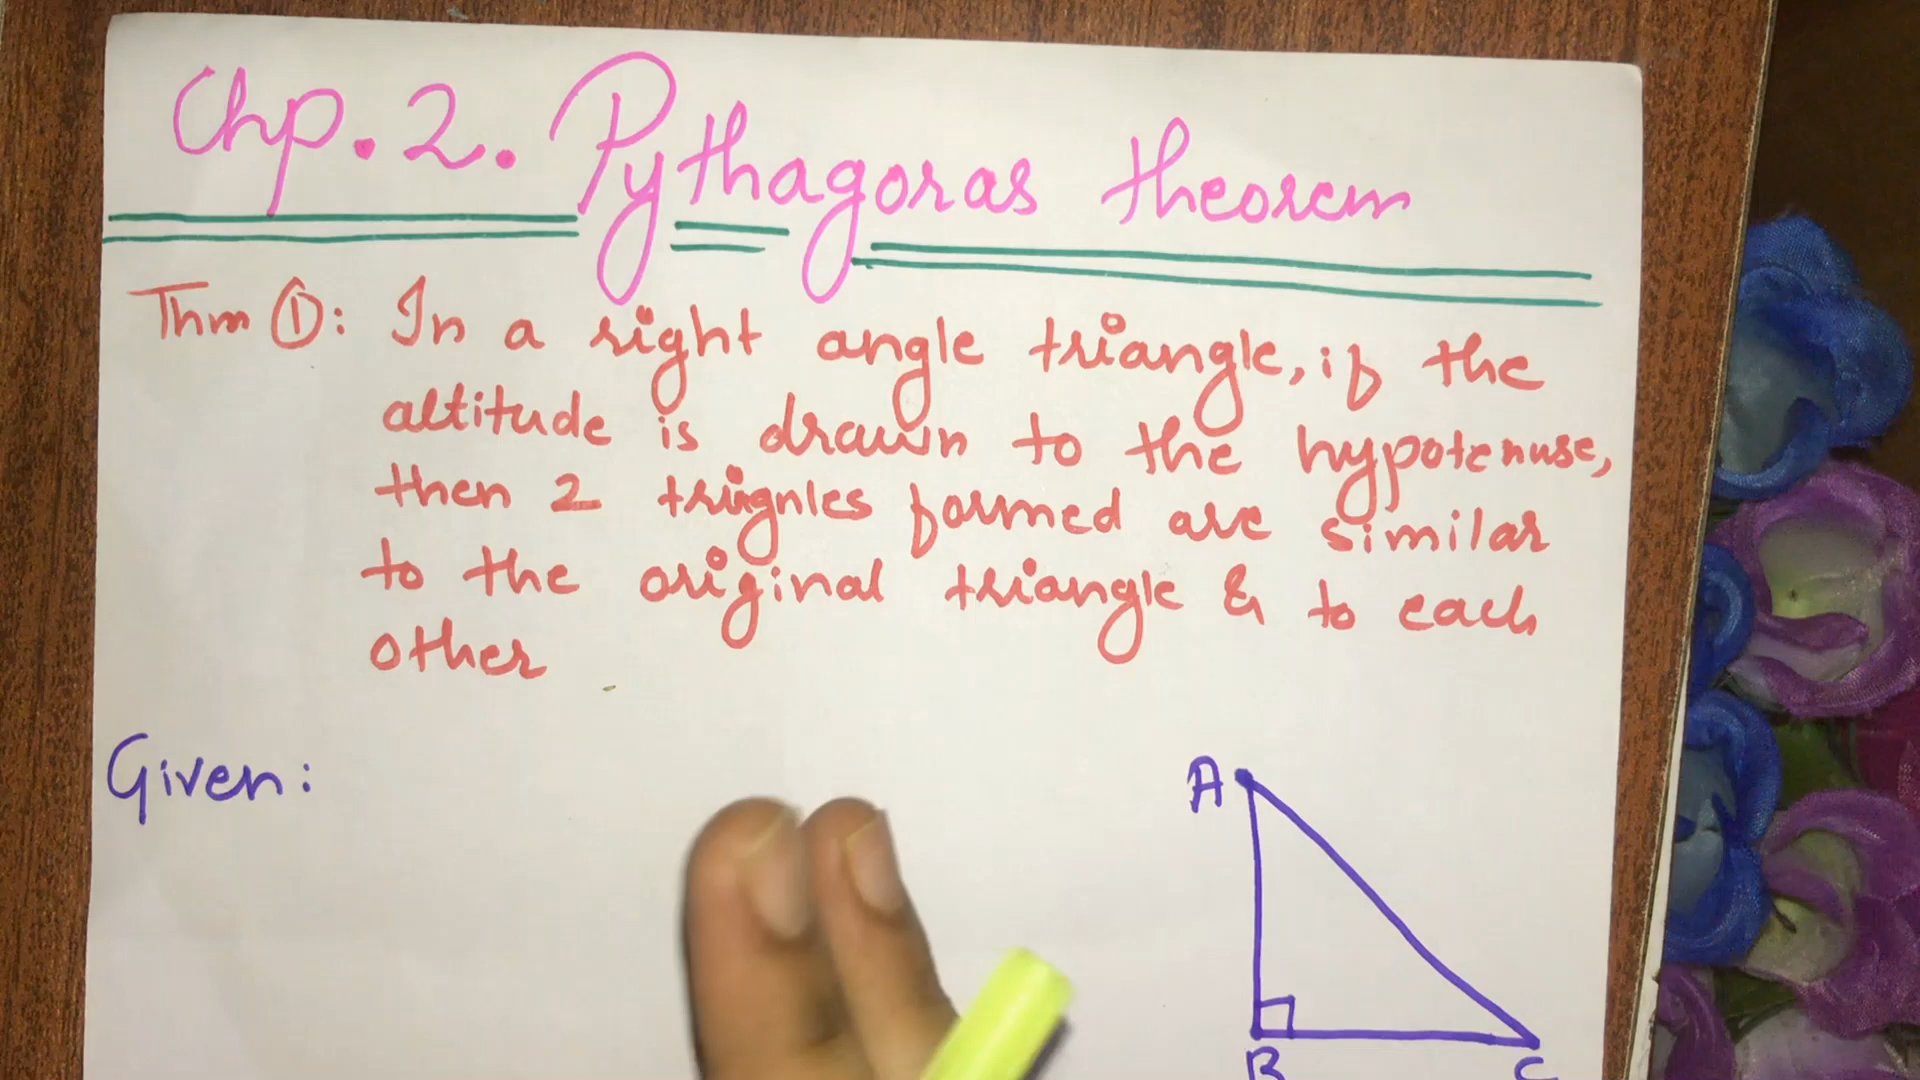 Chp. 2. Pythagoras theorem
Thm ①: In a right angle triangle, if the
altitude is drawn to the hypotenuse,
then 2 trignles formed are similar
to the original triangle & to each
other
Given:
A
B
C